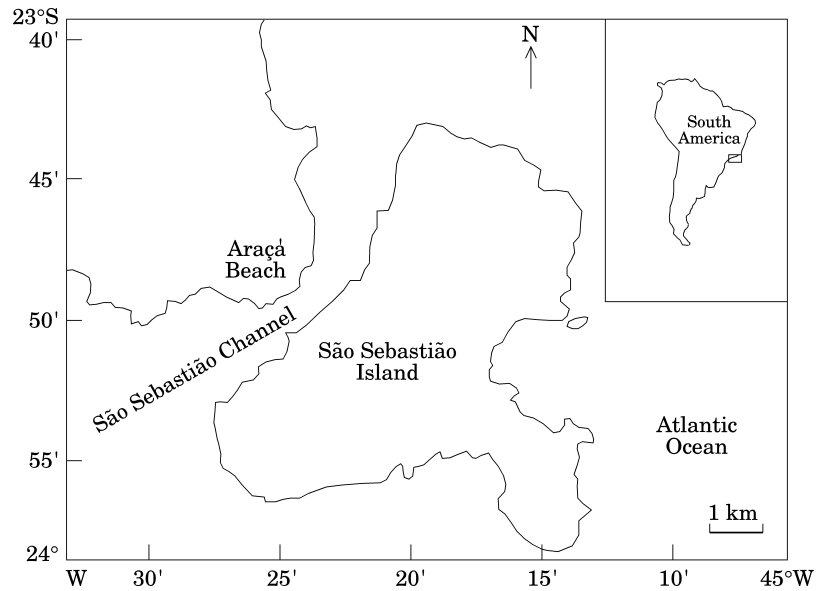 23°S
40'
45'
50'
55'
24°
W
30'
25'
20'
15'
10'
45°W
N
South
America
Araçá
Beach
São Sebastião Channel
São Sebastião
Island
Atlantic
Ocean
1 km